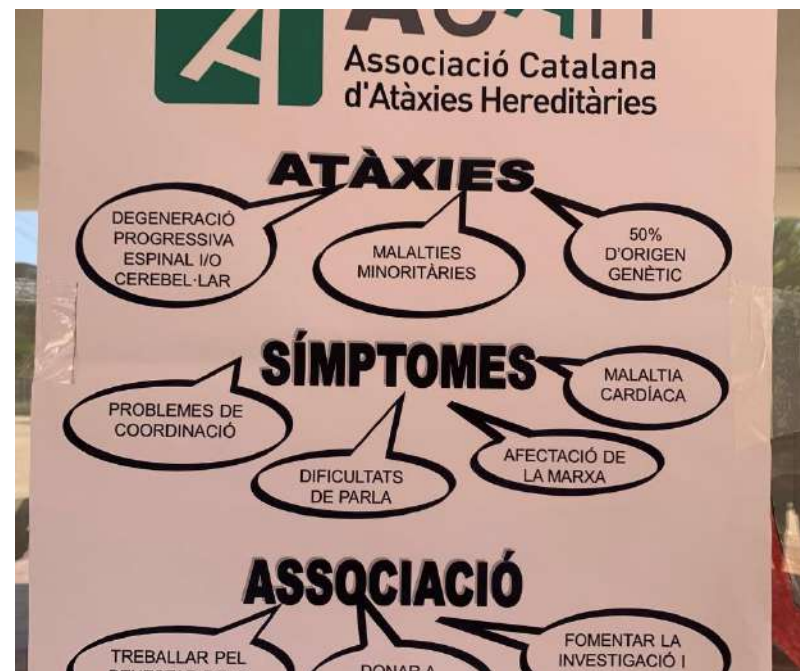 Associació Catalana
d'Atàxies Hereditàries
ATÀXIES
DEGENERACIÓ
PROGRESSIVA
ESPINAL I/O
CEREBEL·LAR
MALALTIES
MINORITÀRIES
50%
D'ORIGEN
GENÈTIC
SÍMPTOMES
PROBLEMES DE
COORDINACIÓ
DIFICULTATS
DE PARLA
AFECTACIÓ DE
LA MARXA
MALALTIA
CARDÍACA
ASSOCIACIÓ
TREBALLAR PEL
DONAR A
FOMENTAR LA
INVESTIGACIÓ I